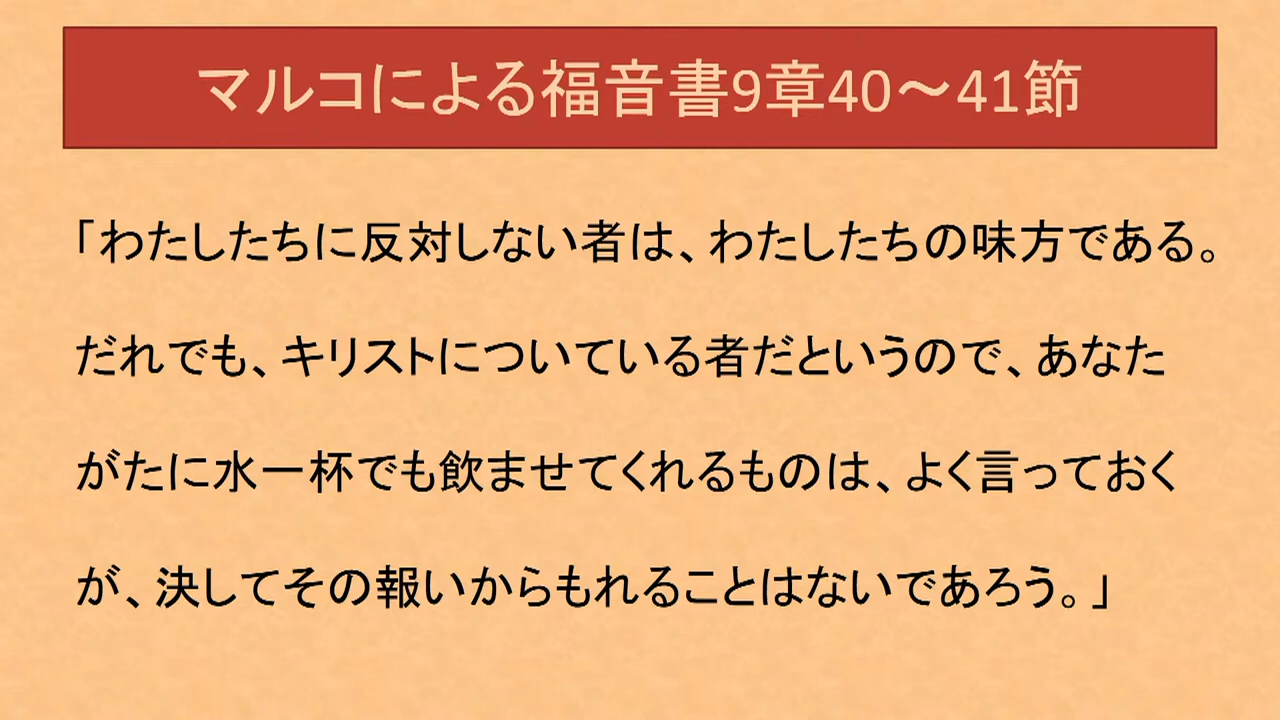 マルコによる福音書9章40～41節
「わたしたちに反対しない者は、わたしたちの味方である。
だれでも、キリストについている者だというので、あなた
がたに水一杯でも飲ませてくれるものは、よく言っておく
が、決してその報いからもれることはないであろう。」